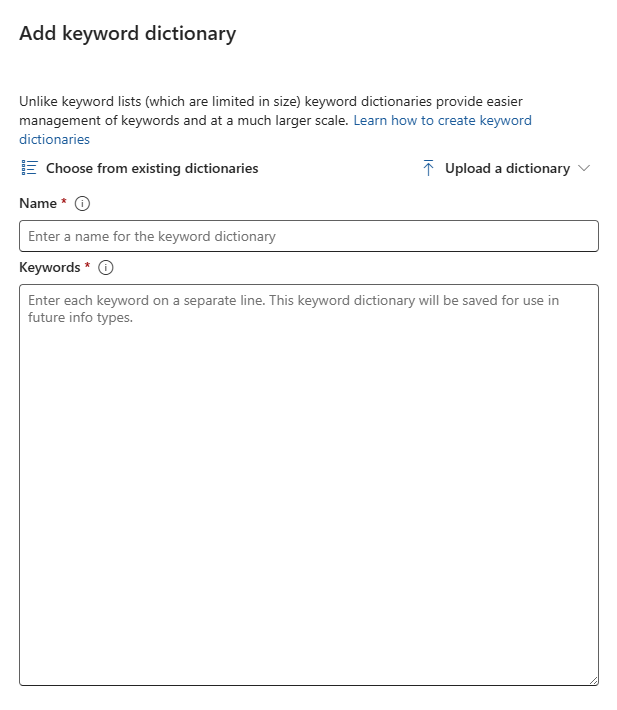 Add keyword dictionary
Unlike keyword lists (which are limited in size) keyword dictionaries provide easier
management of keywords and at a much larger scale. Learn how to create keyword
dictionaries
Choose from existing dictionaries
Upload a dictionary
Name *
Enter a name for the keyword dictionary
Keywords *
Enter each keyword on a separate line. This keyword dictionary will be saved for use in
future info types.